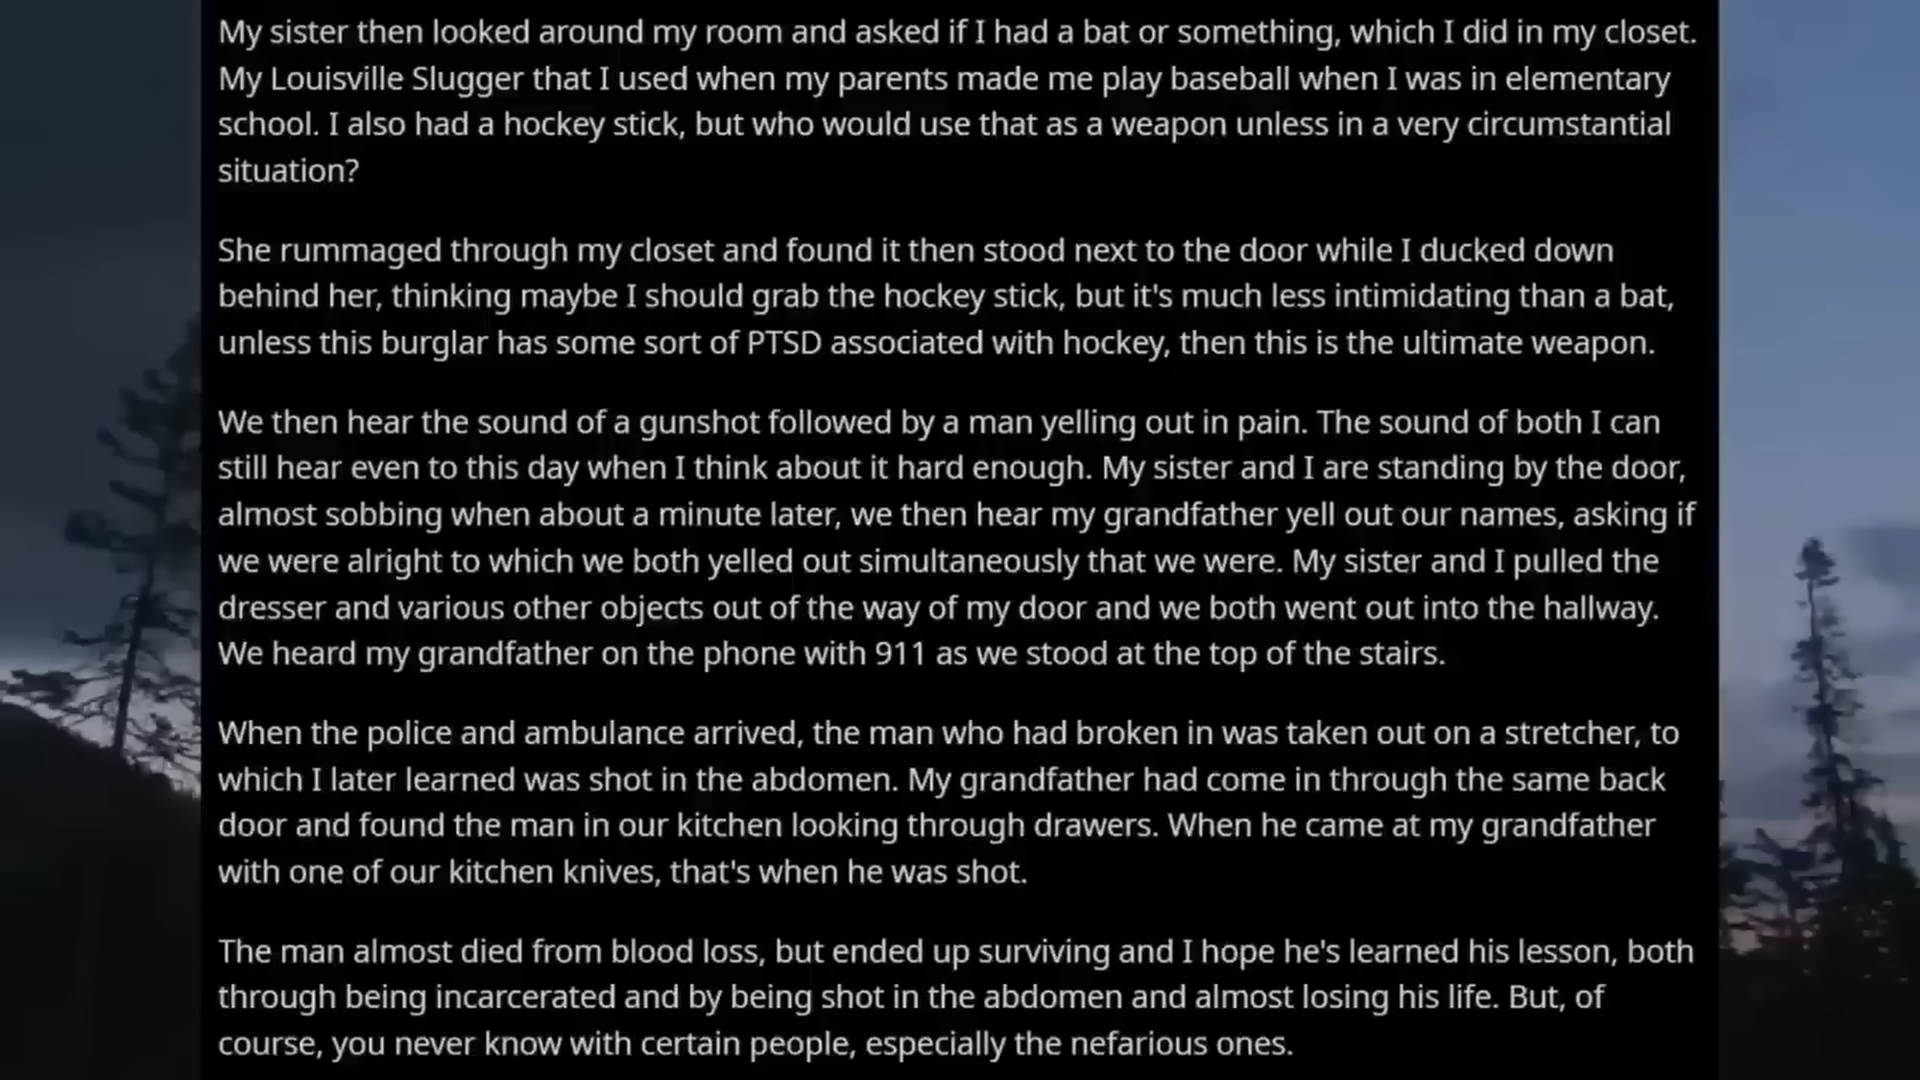 My sister then looked around my room and asked if I had a bat or something, which I did in my closet.
My Louisville Slugger that I used when my parents made me play baseball when I was in elementary
school. I also had a hockey stick, but who would use that as a weapon unless in a very circumstantial
situation?
She rummaged through my closet and found it then stood next to the door while I ducked down
behind her, thinking maybe I should grab the hockey stick, but it's much less intimidating than a bat,
unless this burglar has some sort of PTSD associated with hockey, then this is the ultimate weapon.
We then hear the sound of a gunshot followed by a man yelling out in pain. The sound of both I can
still hear even to this day when I think about it hard enough. My sister and I are standing by the door,
almost sobbing when about a minute later, we then hear my grandfather yell out our names, asking if
we were alright to which we both yelled out simultaneously that we were. My sister and I pulled the
dresser and various other objects out of the way of my door and we both went out into the hallway.
We heard my grandfather on the phone with 911 as we stood at the top of the stairs.
When the police and ambulance arrived, the man who had broken in was taken out on a stretcher, to
which I later learned was shot in the abdomen. My grandfather had come in through the same back
door and found the man in our kitchen looking through drawers. When he came at my grandfather
with one of our kitchen knives, that's when he was shot.
The man almost died from blood loss, but ended up surviving and I hope he's learned his lesson, both
through being incarcerated and by being shot in the abdomen and almost losing his life. But, of
course, you never know with certain people, especially the nefarious ones.